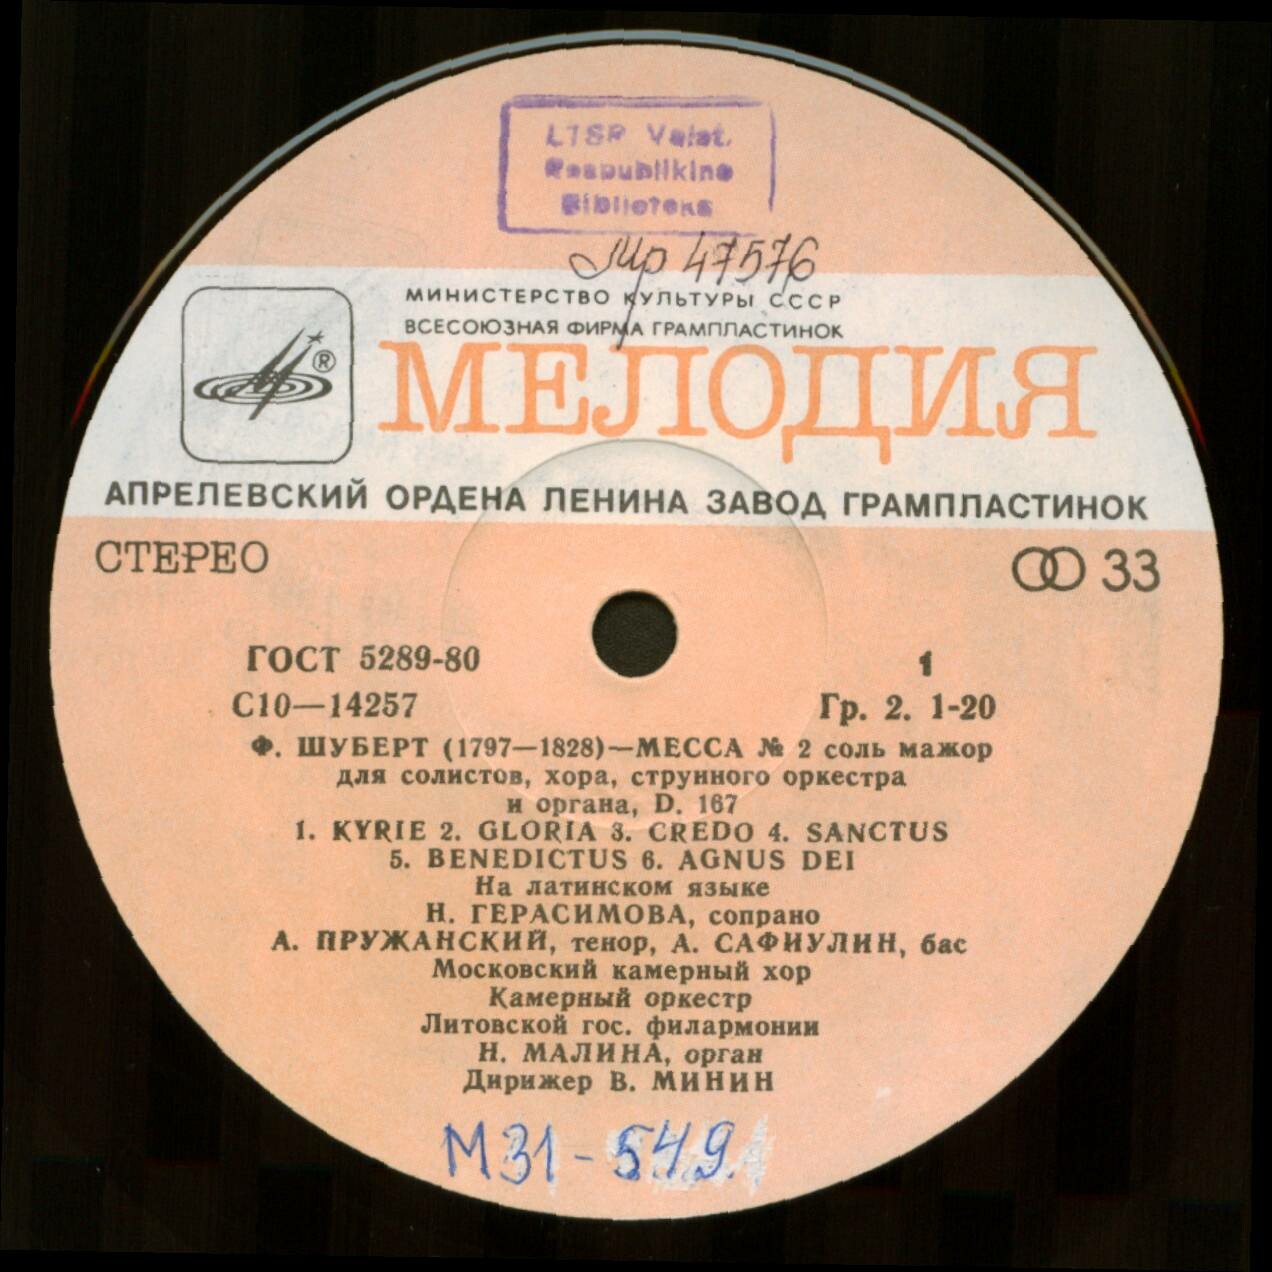 LTSR Valst.
Respublikinė
Biblioteka
Mp 47576
МИНИСТЕРСТВО КУЛЬТУРЫ СССР
ВСЕСОЮЗНАЯ ФИРМА ГРАМПЛАСТИНОК
®
МЕЛОДИЯ
АПРЕЛЕВСКИЙ ОРДЕНА ЛЕНИНА ЗАВОД ГРАМПЛАСТИНОК
СТЕРЕО
33
ГОСТ 5289-80
1
С10—14257
Гр. 2. 1-20
Ф. ШУБЕРТ (1797—1828)—МЕССА № 2 соль мажор
для солистов, хора, струнного оркестра
и органа, D. 167
1. KYRIE 2. GLORIA 3. CREDO 4. SANCTUS
5. BENEDICTUS 6. AGNUS DEI
На латинском языке
Н. ГЕРАСИМОВА, сопрано
А. ПРУЖАНСКИЙ, тенор, А. САФИУЛИН, бас
Московский камерный хор
Камерный оркестр
Литовской гос. филармонии
Н. МАЛИНА, орган
Дирижер В. МИНИН
М31-549